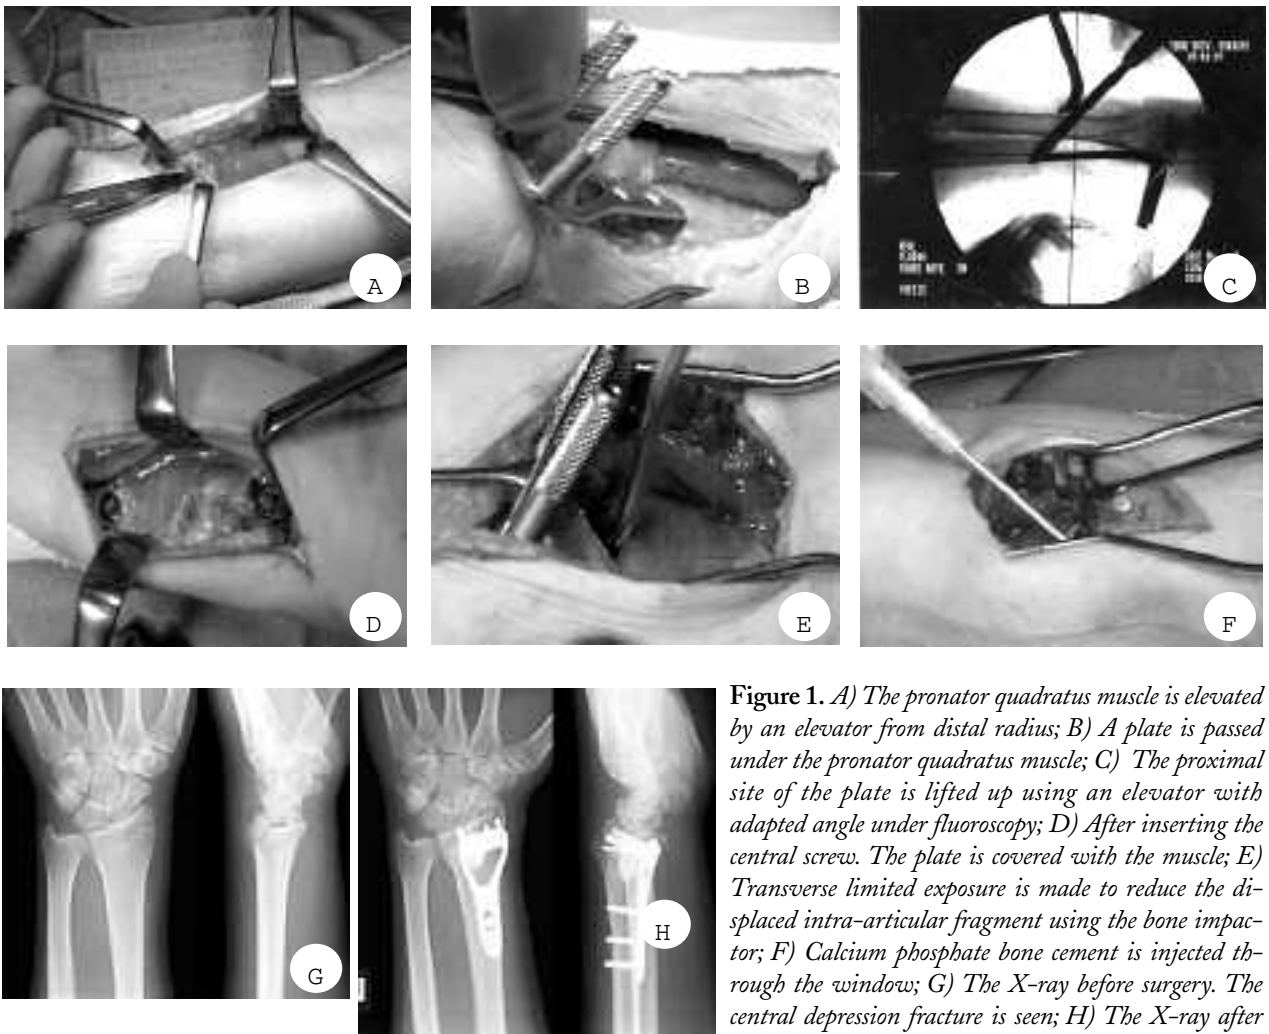 A
B
C
D
E
F
G
H
Figure 1. A) The pronator quadratus muscle is elevated
by an elevator from distal radius; B) A plate is passed
under the pronator quadratus muscle; C) The proximal
site of the plate is lifted up using an elevator with
adapted angle under fluoroscopy; D) After inserting the
central screw. The plate is covered with the muscle; E)
Transverse limited exposure is made to reduce the di-
splaced intra-articular fragment using the bone impac-
tor; F) Calcium phosphate bone cement is injected th-
rough the window; G) The X-ray before surgery. The
central depression fracture is seen; H) The X-ray after